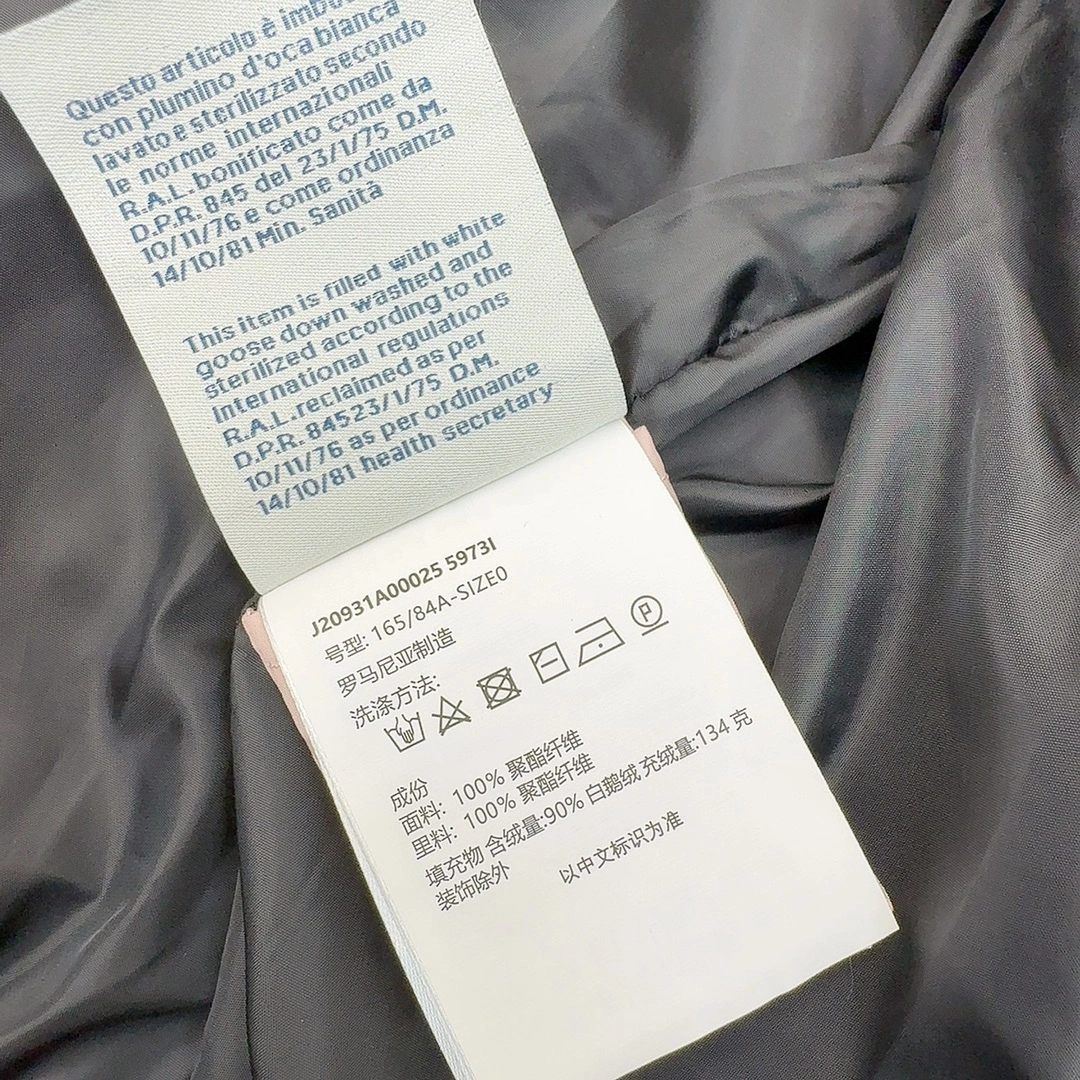 Questo articolo è imbo
con plumino d'oca bianca
lavato e sterilizzato secondo
le norme internazionali
R.A.L. bonificato come da
D.P.R. 845 del 23/1/75 D.M.
10/11/76 e come ordinanza
14/10/81 Min. Sanità
This item is filled with white
goose down washed and
sterilized according to the
International regulations
R.A.L. reclaimed as per
D.P.R. 84523/1/75 D.M.
10/11/76 as per ordinance
14/10/81 health secretary
J20931A00025 5973I
号型: 165/84A-SIZE0
罗马尼亚制造
洗涤方法:
P
成份
面料: 100% 聚酯纤维
里料: 100% 聚酯纤维
填充物 含绒量:90% 白鹅绒 充绒量:134 克
装饰除外 以中文标识为准